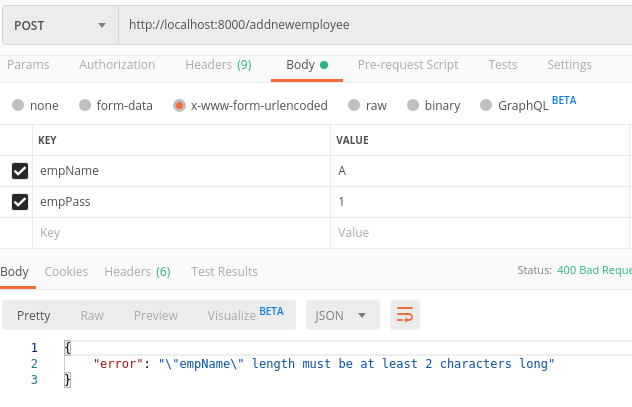 POST http://localhost:8000/addnewemployee
Params Authorization Headers (9) Body Pre-request Script Tests Settings
none form-data x-www-form-urlencoded raw binary GraphQL BETA
KEY VALUE
empName A
empPass 1
Key Value
Body Cookies Headers (6) Test Results Status: 400 Bad Reque
Pretty Raw Preview Visualize BETA JSON
1 {
2 "error": "\"empName\" length must be at least 2 characters long"
3 }